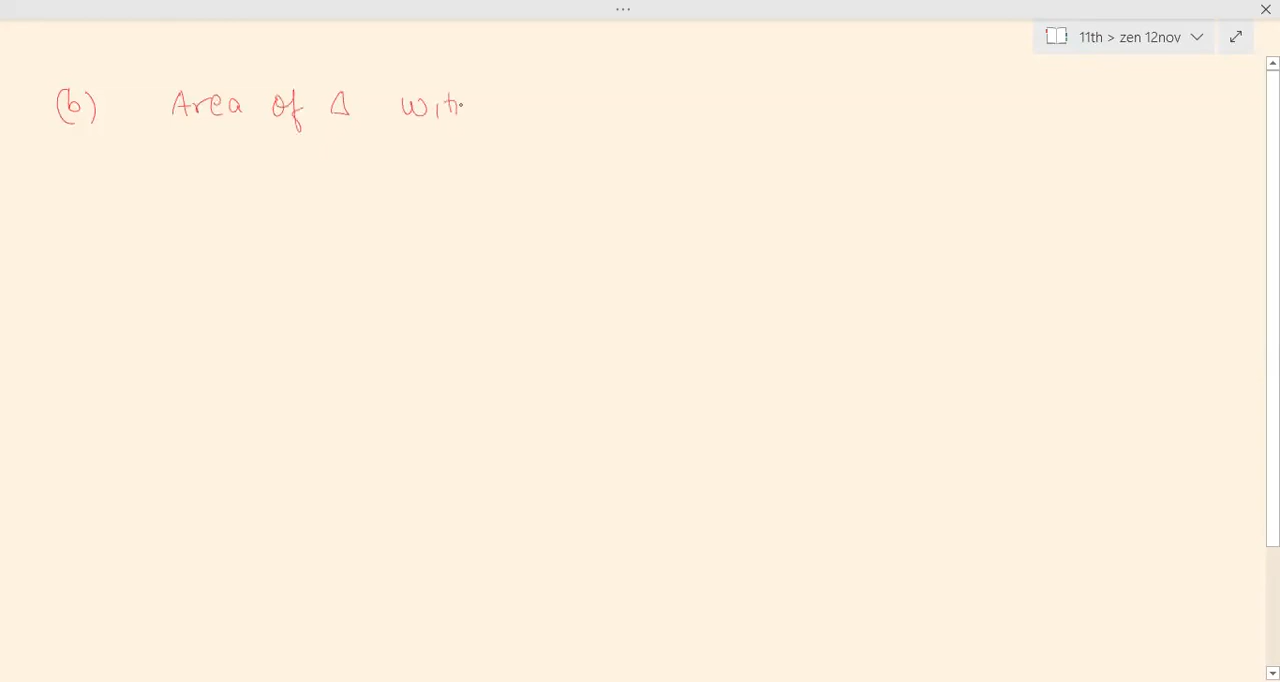 11th > zen 12nov
(b) Area of Δ wit